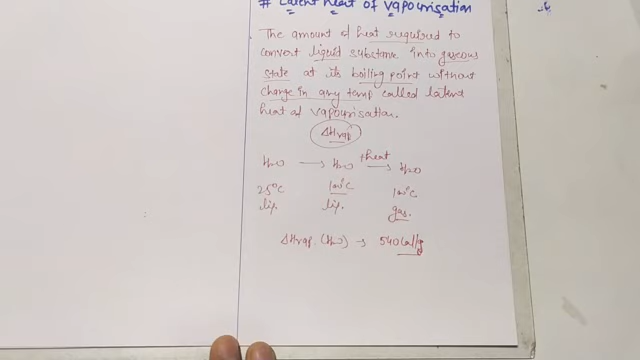 # Latent heat of vapourisation
The amount of heat required to
convert liquid substance into gaseous
state at its boiling point without
change in any temp called latent
heat of vapourisation.
ΔHvap
H₂O → H₂O +heat → H₂O
25°C 100°C 100°C
liq. liq. gas.
ΔHvap. (H₂O) → 540 Cal/g